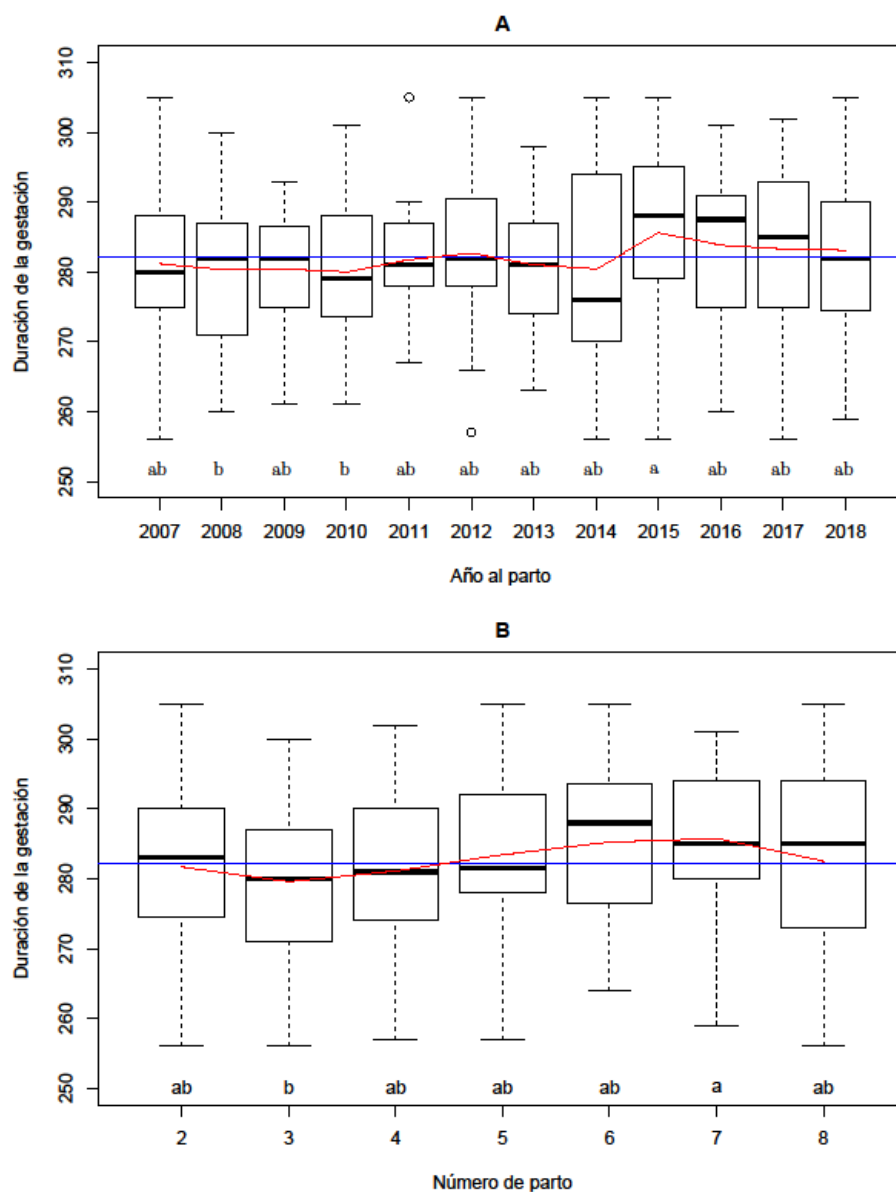 A
Duración de la gestación
310
300
290
280
270
260
250
ab b ab b ab ab ab ab a ab ab ab
2007 2008 2009 2010 2011 2012 2013 2014 2015 2016 2017 2018
Año al parto
B
Duración de la gestación
310
300
290
280
270
260
250
ab b ab ab ab a ab
2 3 4 5 6 7 8
Número de parto